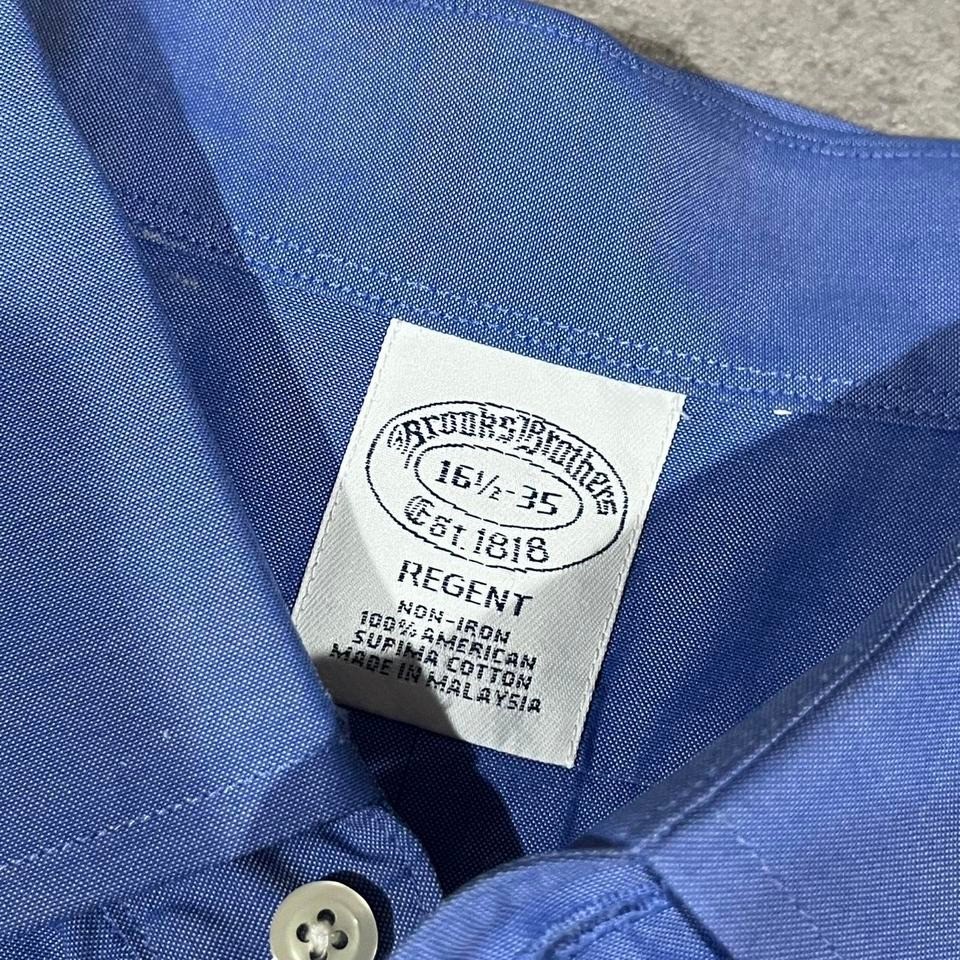 Brooks Brothers
16½-35
Est. 1818
REGENT
NON-IRON
100% AMERICAN
SUPIMA COTTON
MADE IN MALAYSIA